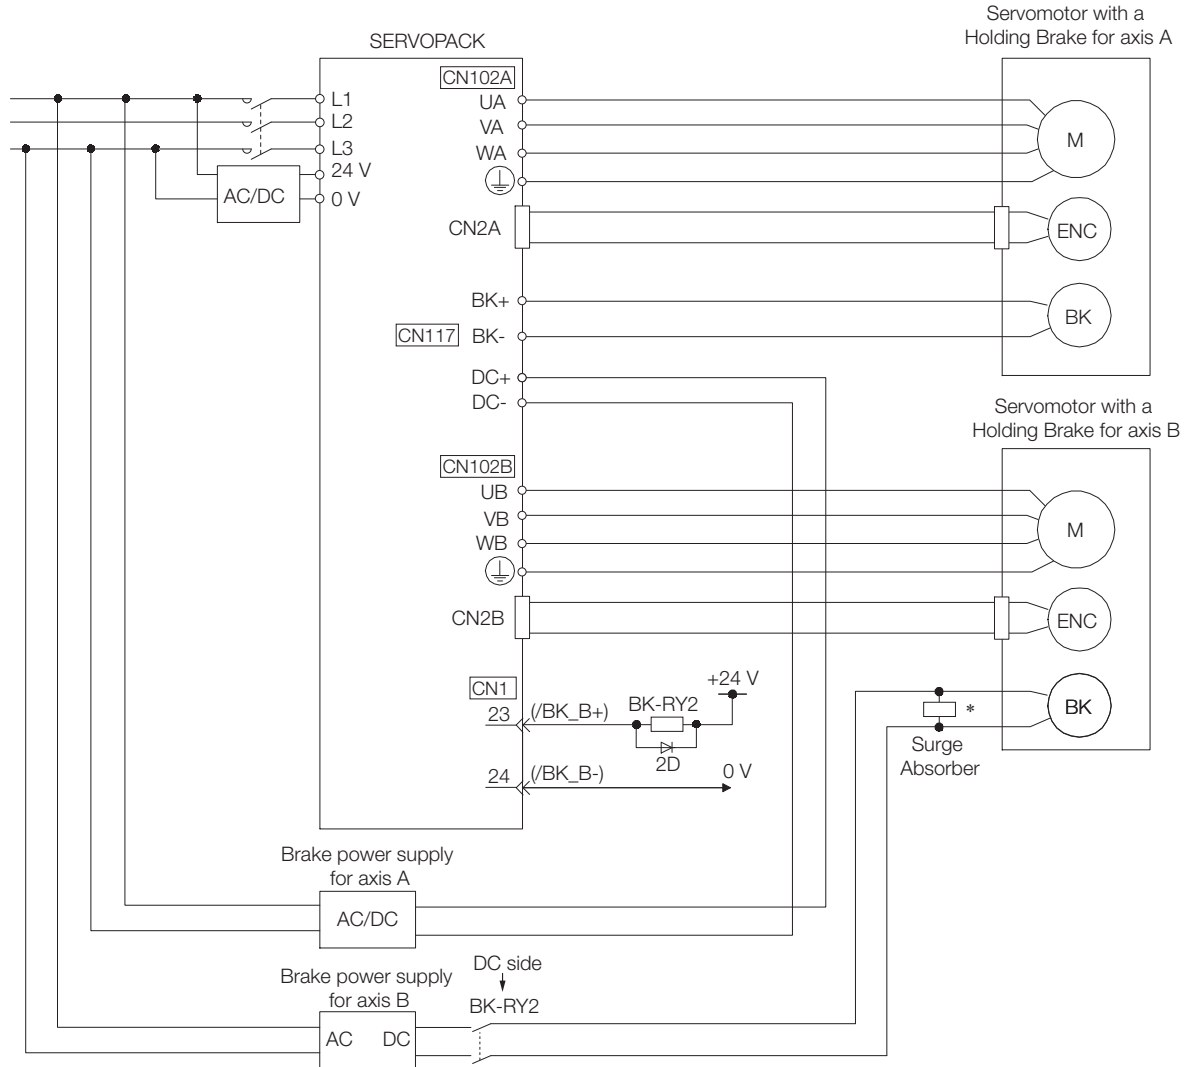 Servomotor with a
Holding Brake for axis A
SERVOPACK
CN102A
L1
UA
L2
VA
L3
WA
M
24 V
0 V
AC/DC
CN2A
ENC
BK+
CN117
BK-
BK
DC+
DC-
Servomotor with a
Holding Brake for axis B
CN102B
UB
VB
WB
M
CN2B
ENC
CN1
+24 V
23
(/BK_B+)
BK-RY2
*
BK
2D
Surge
Absorber
24
(/BK_B-)
0 V
Brake power supply
for axis A
AC/DC
DC side
Brake power supply
for axis B
BK-RY2
AC
DC